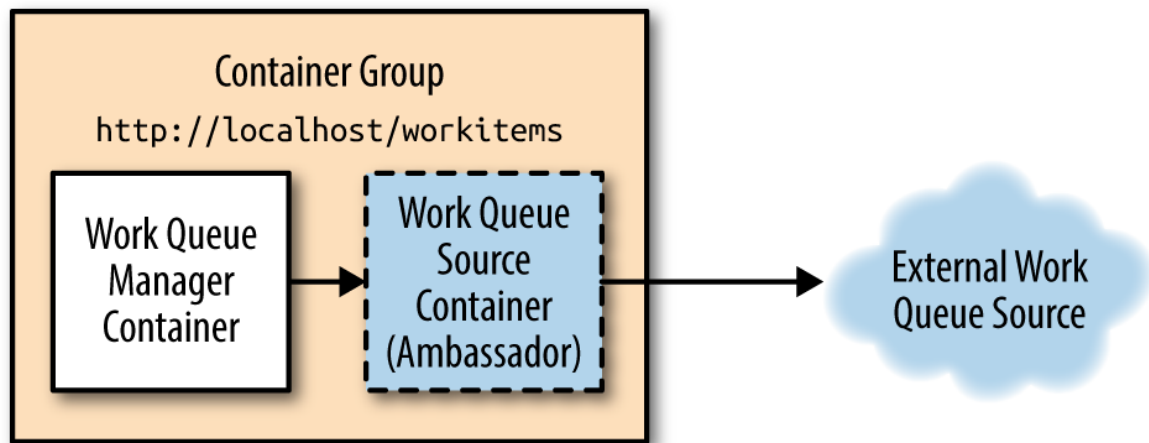 Container Group
http://localhost/workitems
Work Queue
Manager
Container
Work Queue
Source
Container
(Ambassador)
External Work
Queue Source